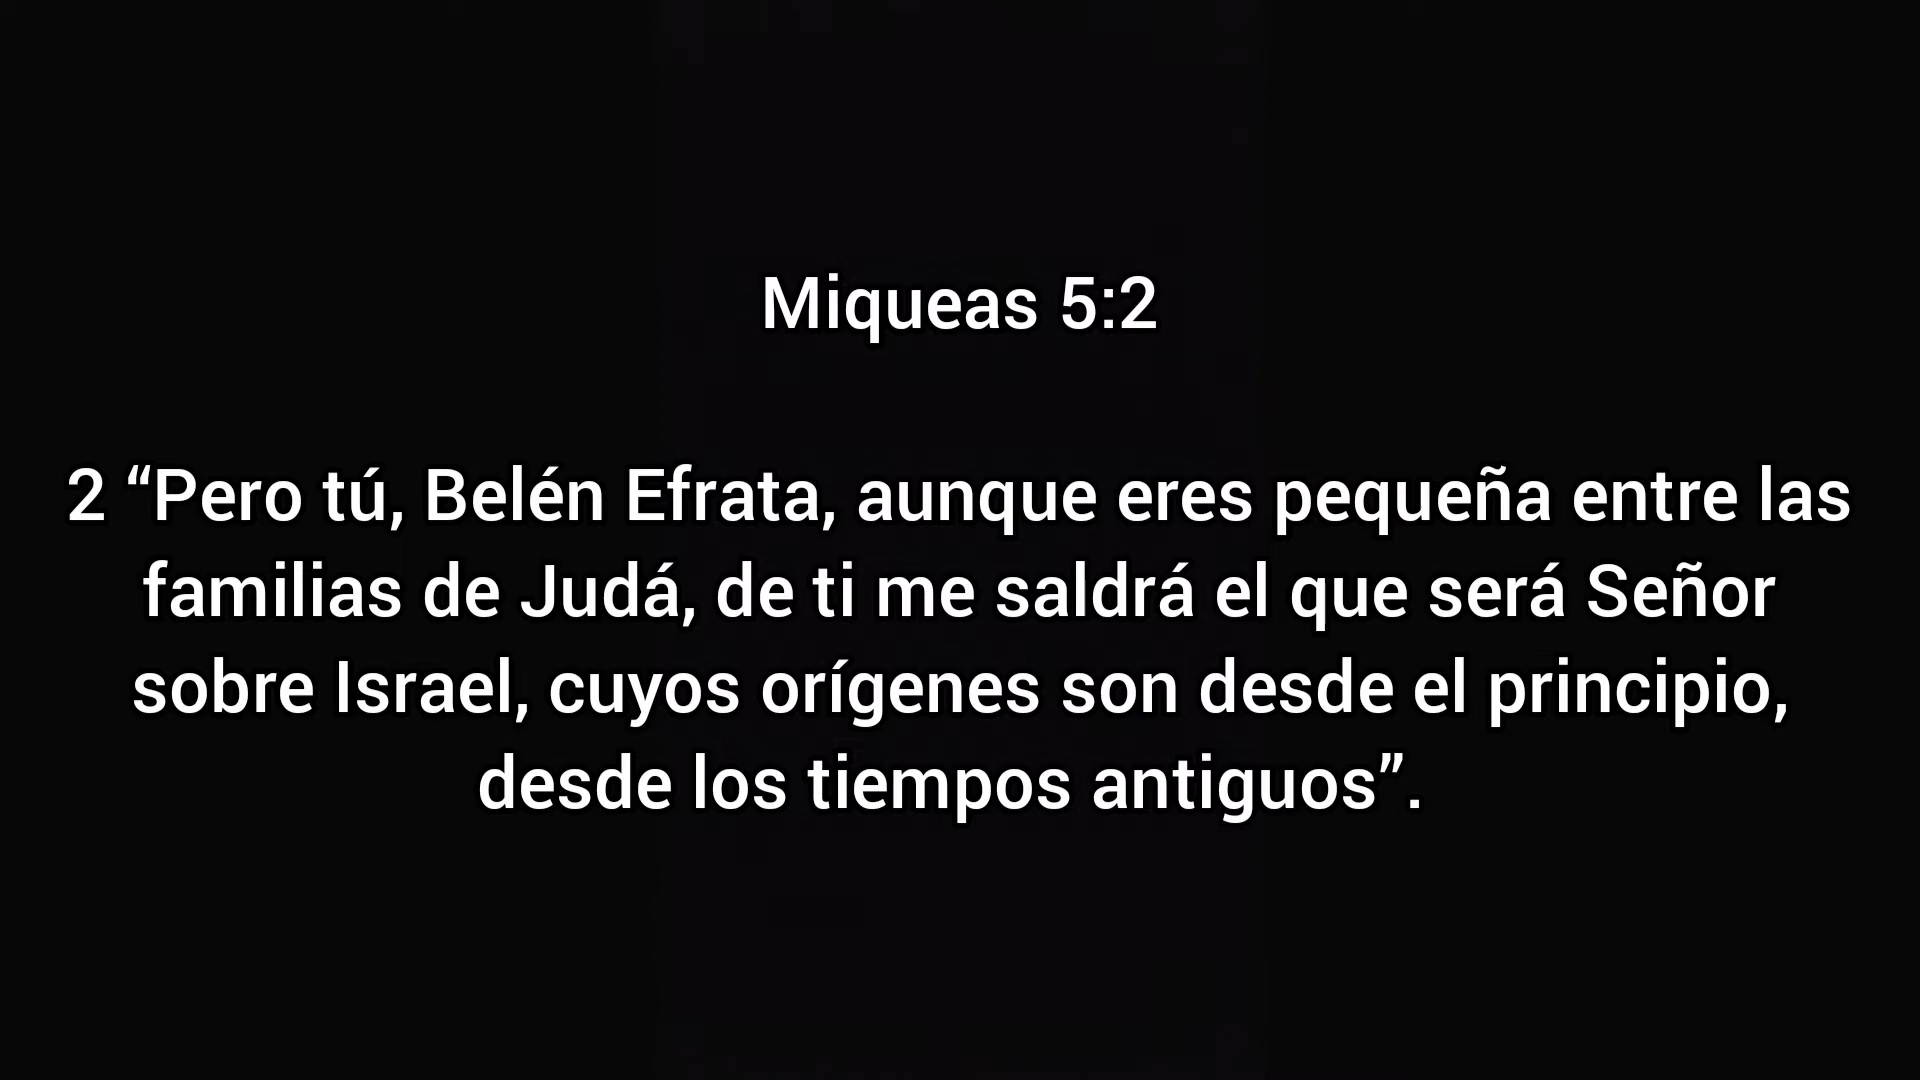 Miqueas 5:2
2 “Pero tú, Belén Efrata, aunque eres pequeña entre las
familias de Judá, de ti me saldrá el que será Señor
sobre Israel, cuyos orígenes son desde el principio,
desde los tiempos antiguos”.